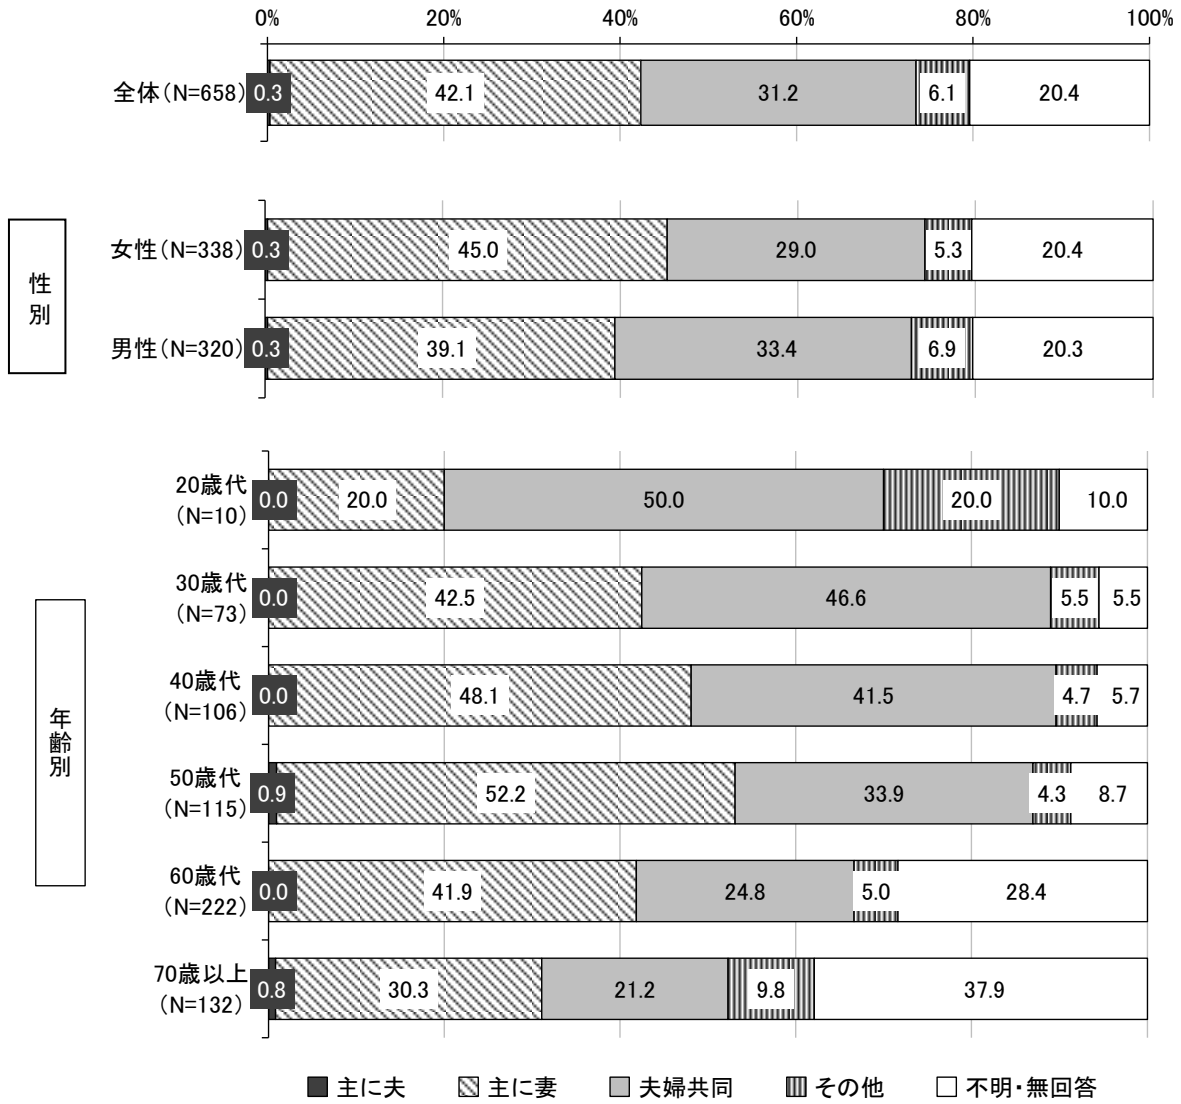 0% 20% 40% 60% 80% 100%
全体(N=658) 0.3 42.1 31.2 6.1 20.4
性別
女性(N=338) 0.3 45.0 29.0 5.3 20.4
男性(N=320) 0.3 39.1 33.4 6.9 20.3
年齢別
20歳代
(N=10) 0.0 20.0 50.0 20.0 10.0
30歳代
(N=73) 0.0 42.5 46.6 5.5 5.5
40歳代
(N=106) 0.0 48.1 41.5 4.7 5.7
50歳代
(N=115) 0.9 52.2 33.9 4.3 8.7
60歳代
(N=222) 0.0 41.9 24.8 5.0 28.4
70歳以上
(N=132) 0.8 30.3 21.2 9.8 37.9
主に夫 主に妻 夫婦共同 その他 不明・無回答